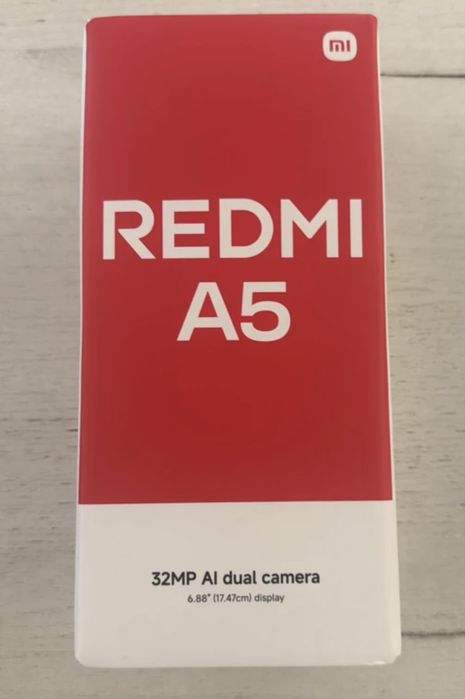 mi
REDMI
A5
32MP AI dual camera
6.88" (17.47cm) display